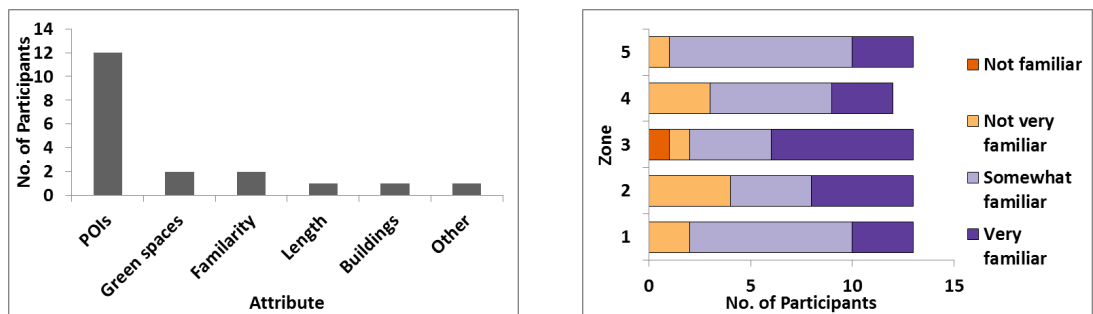 No. of Participants
14
12
10
8
6
4
2
0
POIs
Green spaces
Familarity
Length
Buildings
Other
Attribute
Zone
5
4
3
2
1
0
5
10
15
No. of Participants
Not familiar
Not very
familiar
Somewhat
familiar
Very
familiar